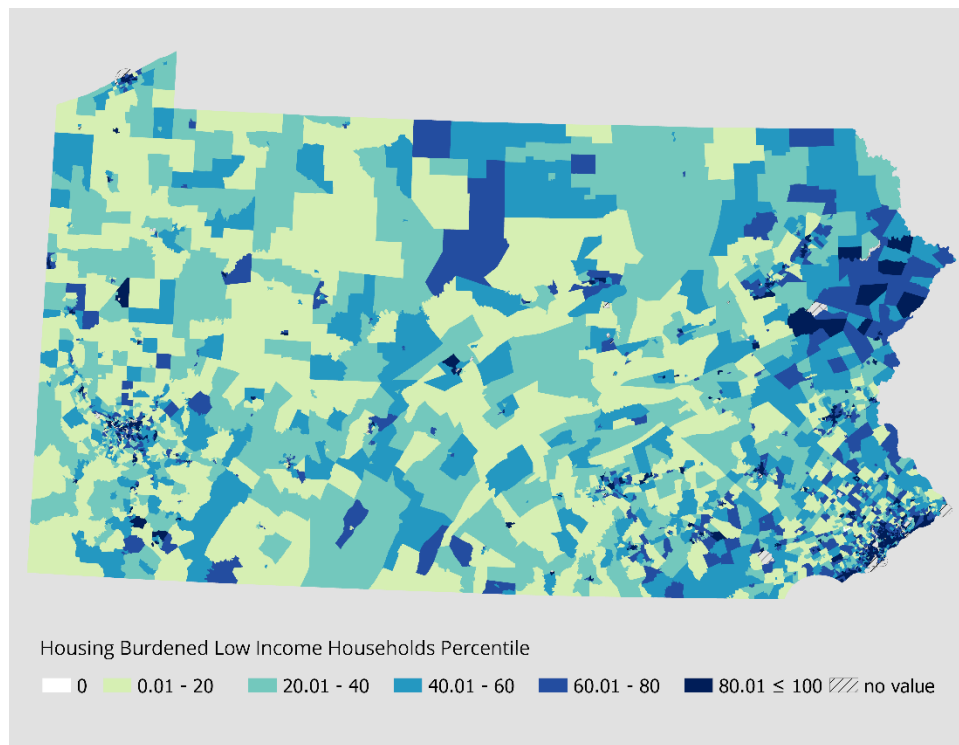 Housing Burdened Low Income Households Percentile
0 0.01 - 20 20.01 - 40 40.01 - 60 60.01 - 80 80.01 ≤ 100 no value